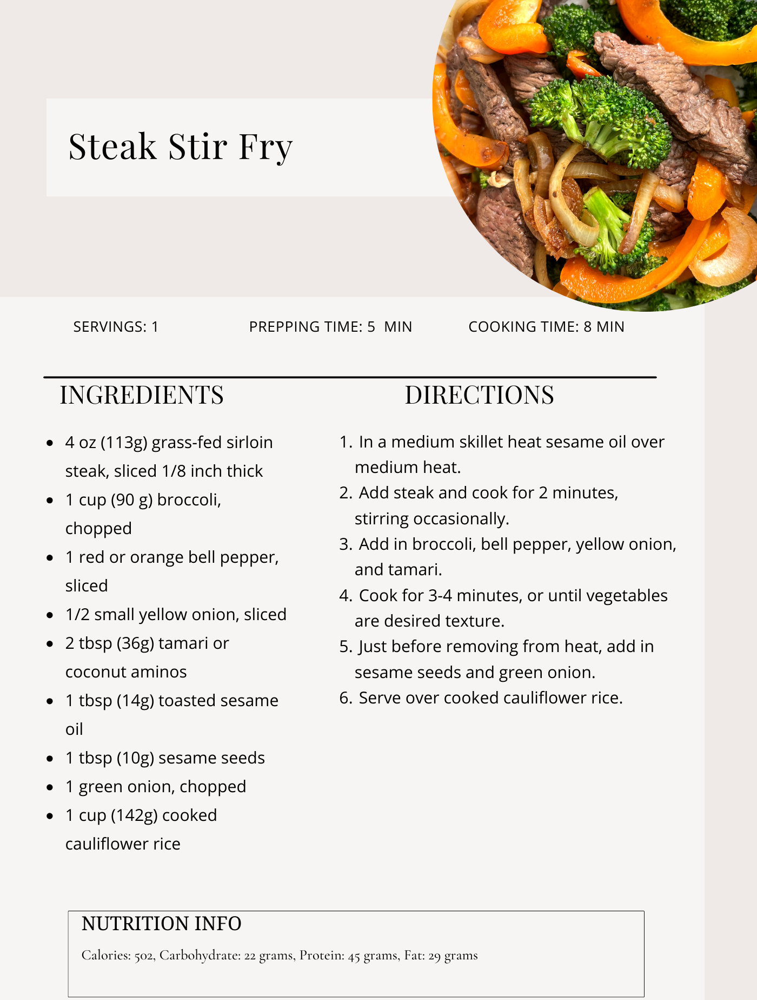 Steak Stir Fry
SERVINGS: 1 PREPPING TIME: 5 MIN COOKING TIME: 8 MIN
INGREDIENTS
• 4 oz (113g) grass-fed sirloin
steak, sliced 1/8 inch thick
• 1 cup (90 g) broccoli,
chopped
• 1 red or orange bell pepper,
sliced
• 1/2 small yellow onion, sliced
• 2 tbsp (36g) tamari or
coconut aminos
• 1 tbsp (14g) toasted sesame
oil
• 1 tbsp (10g) sesame seeds
• 1 green onion, chopped
• 1 cup (142g) cooked
cauliflower rice
DIRECTIONS
1. In a medium skillet heat sesame oil over
medium heat.
2. Add steak and cook for 2 minutes,
stirring occasionally.
3. Add in broccoli, bell pepper, yellow onion,
and tamari.
4. Cook for 3-4 minutes, or until vegetables
are desired texture.
5. Just before removing from heat, add in
sesame seeds and green onion.
6. Serve over cooked cauliflower rice.
NUTRITION INFO
Calories: 502, Carbohydrate: 22 grams, Protein: 45 grams, Fat: 29 grams